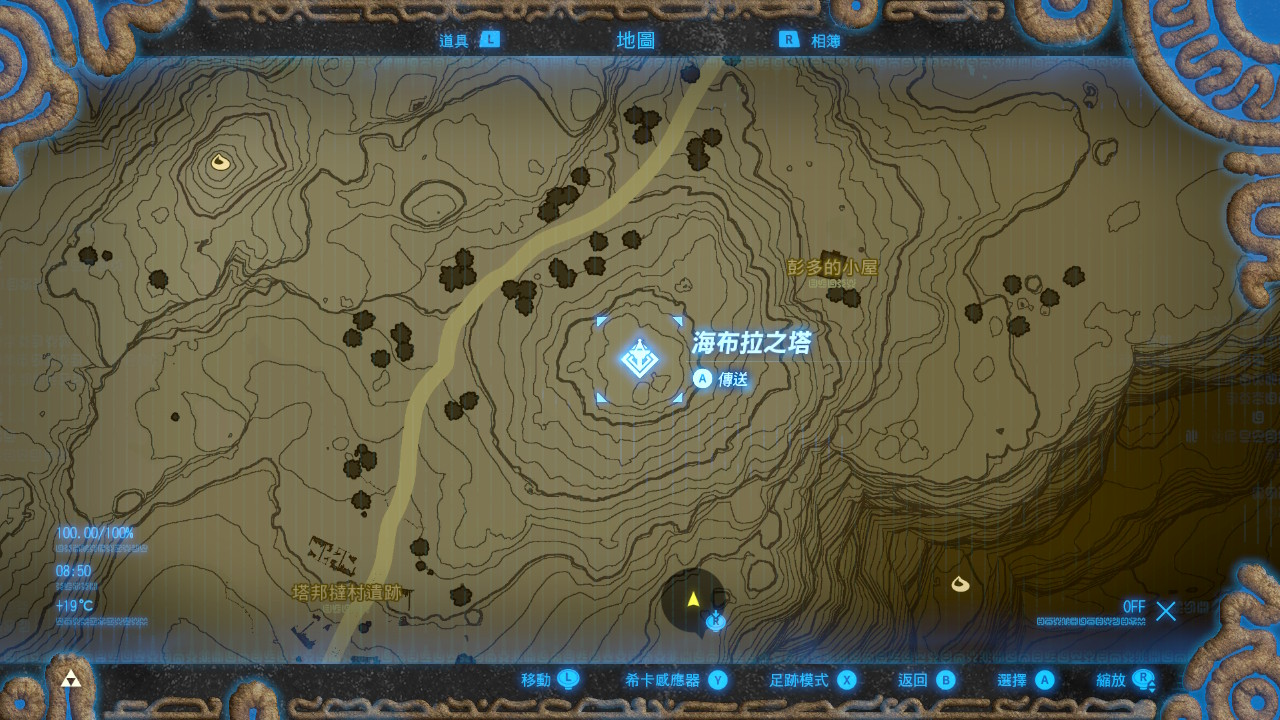 道具 L
地圖
R 相簿
彭多的小屋
海布拉之塔
A 傳送
100.00/100%
08:50
+19°C
塔邦撻村遺跡
R
OFF
移動 L
希卡感應器 Y
足跡模式 X
返回 B
選擇 A
縮放 R